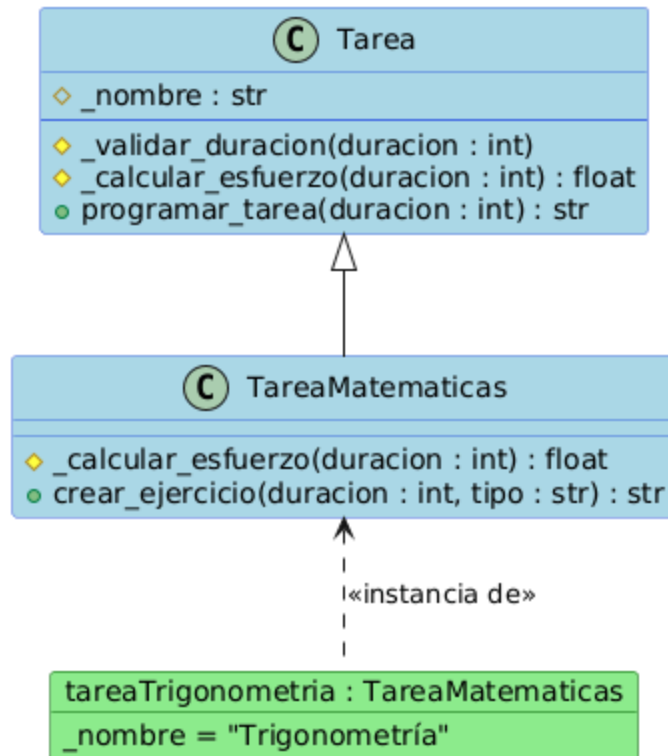 C Tarea
_nombre : str
_validar_duracion(duracion : int)
_calcular_esfuerzo(duracion : int) : float
programar_tarea(duracion : int) : str
C TareaMatematicas
_calcular_esfuerzo(duracion : int) : float
crear_ejercicio(duracion : int, tipo : str) : str
«instancia de»
tareaTrigonometria : TareaMatematicas
_nombre = "Trigonometría"